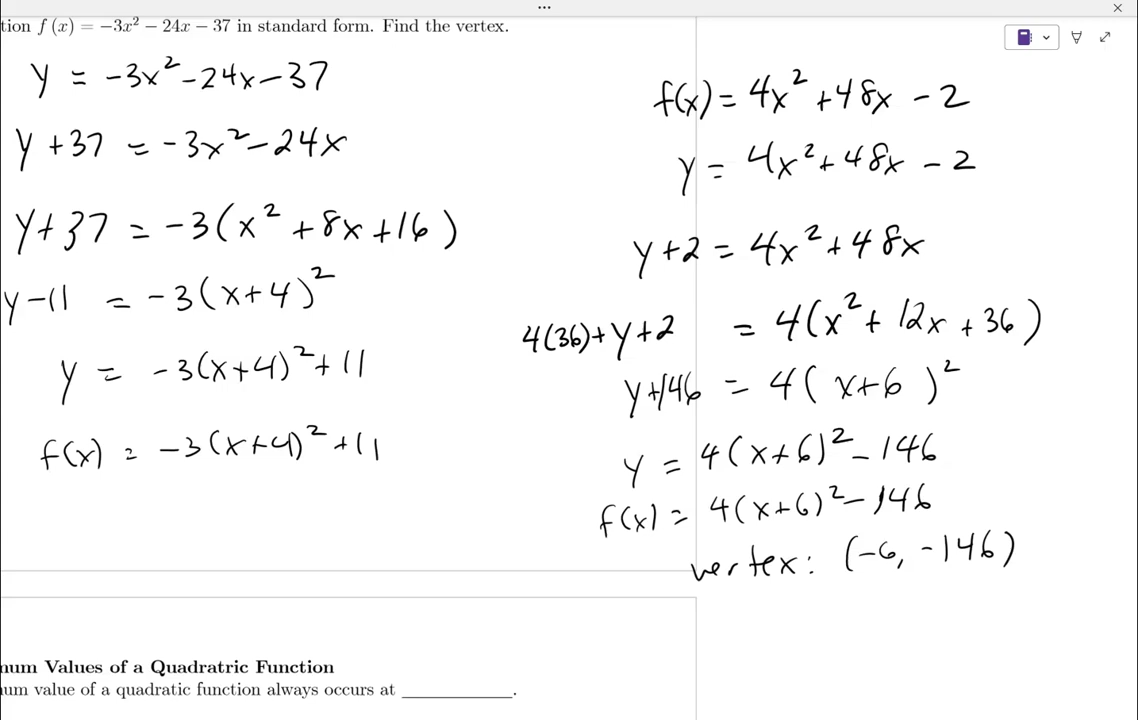 tion f (x) = −3x² − 24x − 37 in standard form. Find the vertex.
y = -3x²-24x-37
y +37 = -3x²-24x
y+37 = -3(x² +8x+16)
y-11 = -3(x+4)²
y = -3(x+4)²+11
f(x) = -3(x+4)²+11
f(x) = 4x² +48x -2
y = 4x²+48x -2
y+2 = 4x²+48x
4(36)+y+2 = 4(x²+ 12x +36)
y+146 = 4( x+6 )²
y = 4(x+6)²-146
f(x) = 4(x+6)²-146
vertex: (-6, -146)
num Values of a Quadratric Function
um value of a quadratic function always occurs at ____________.